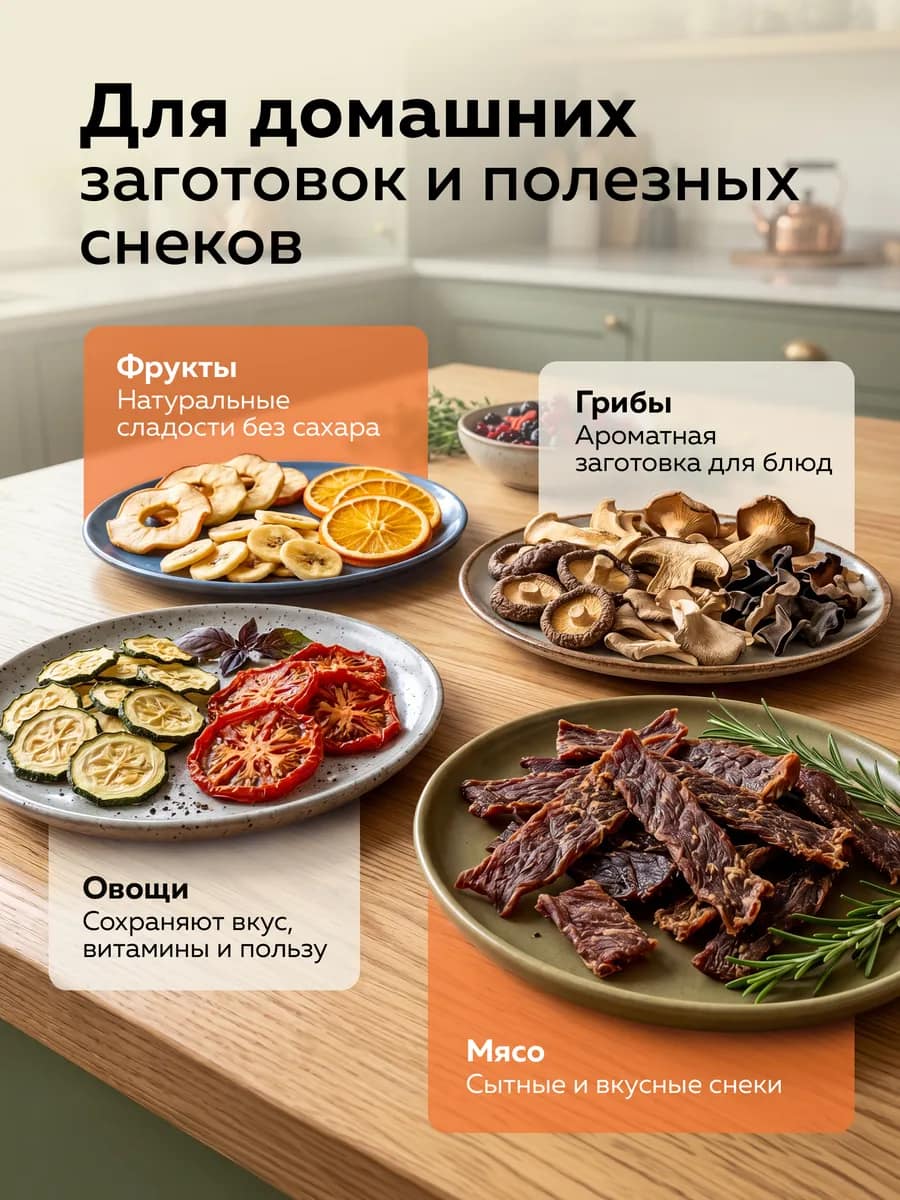 Для домашних
заготовок и полезных
снеков
Фрукты
Натуральные
сладости без сахара
Грибы
Ароматная
заготовка для блюд
Овощи
Сохраняют вкус,
витамины и пользу
Мясо
Сытные и вкусные снеки